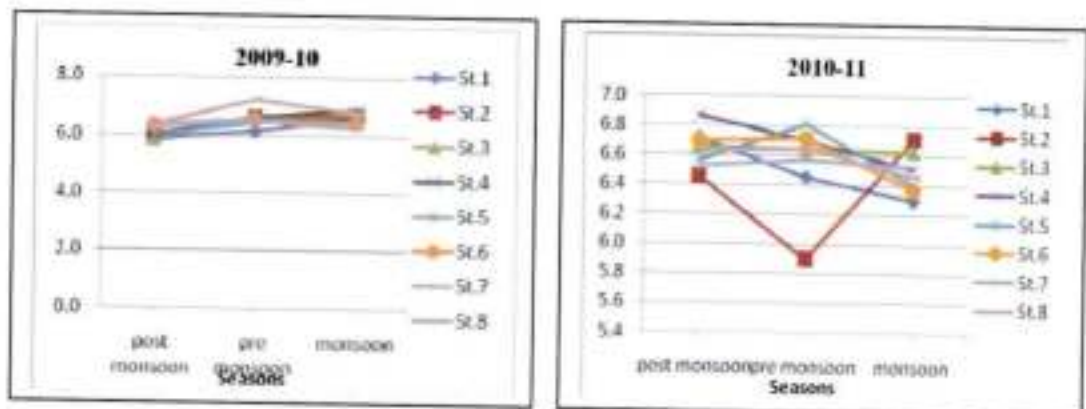 2009-10
8.0
6.0
4.0
2.0
0.0
post monsoon
pre monsoon
monsoon
Seasons
St.1
St.2
St.3
St.4
St.5
St.6
St.7
St.8
2010-11
7.0
6.8
6.6
6.4
6.2
6.0
5.8
5.6
5.4
post monsoon
pre monsoon
monsoon
Seasons
St.1
St.2
St.3
St.4
St.5
St.6
St.7
St.8